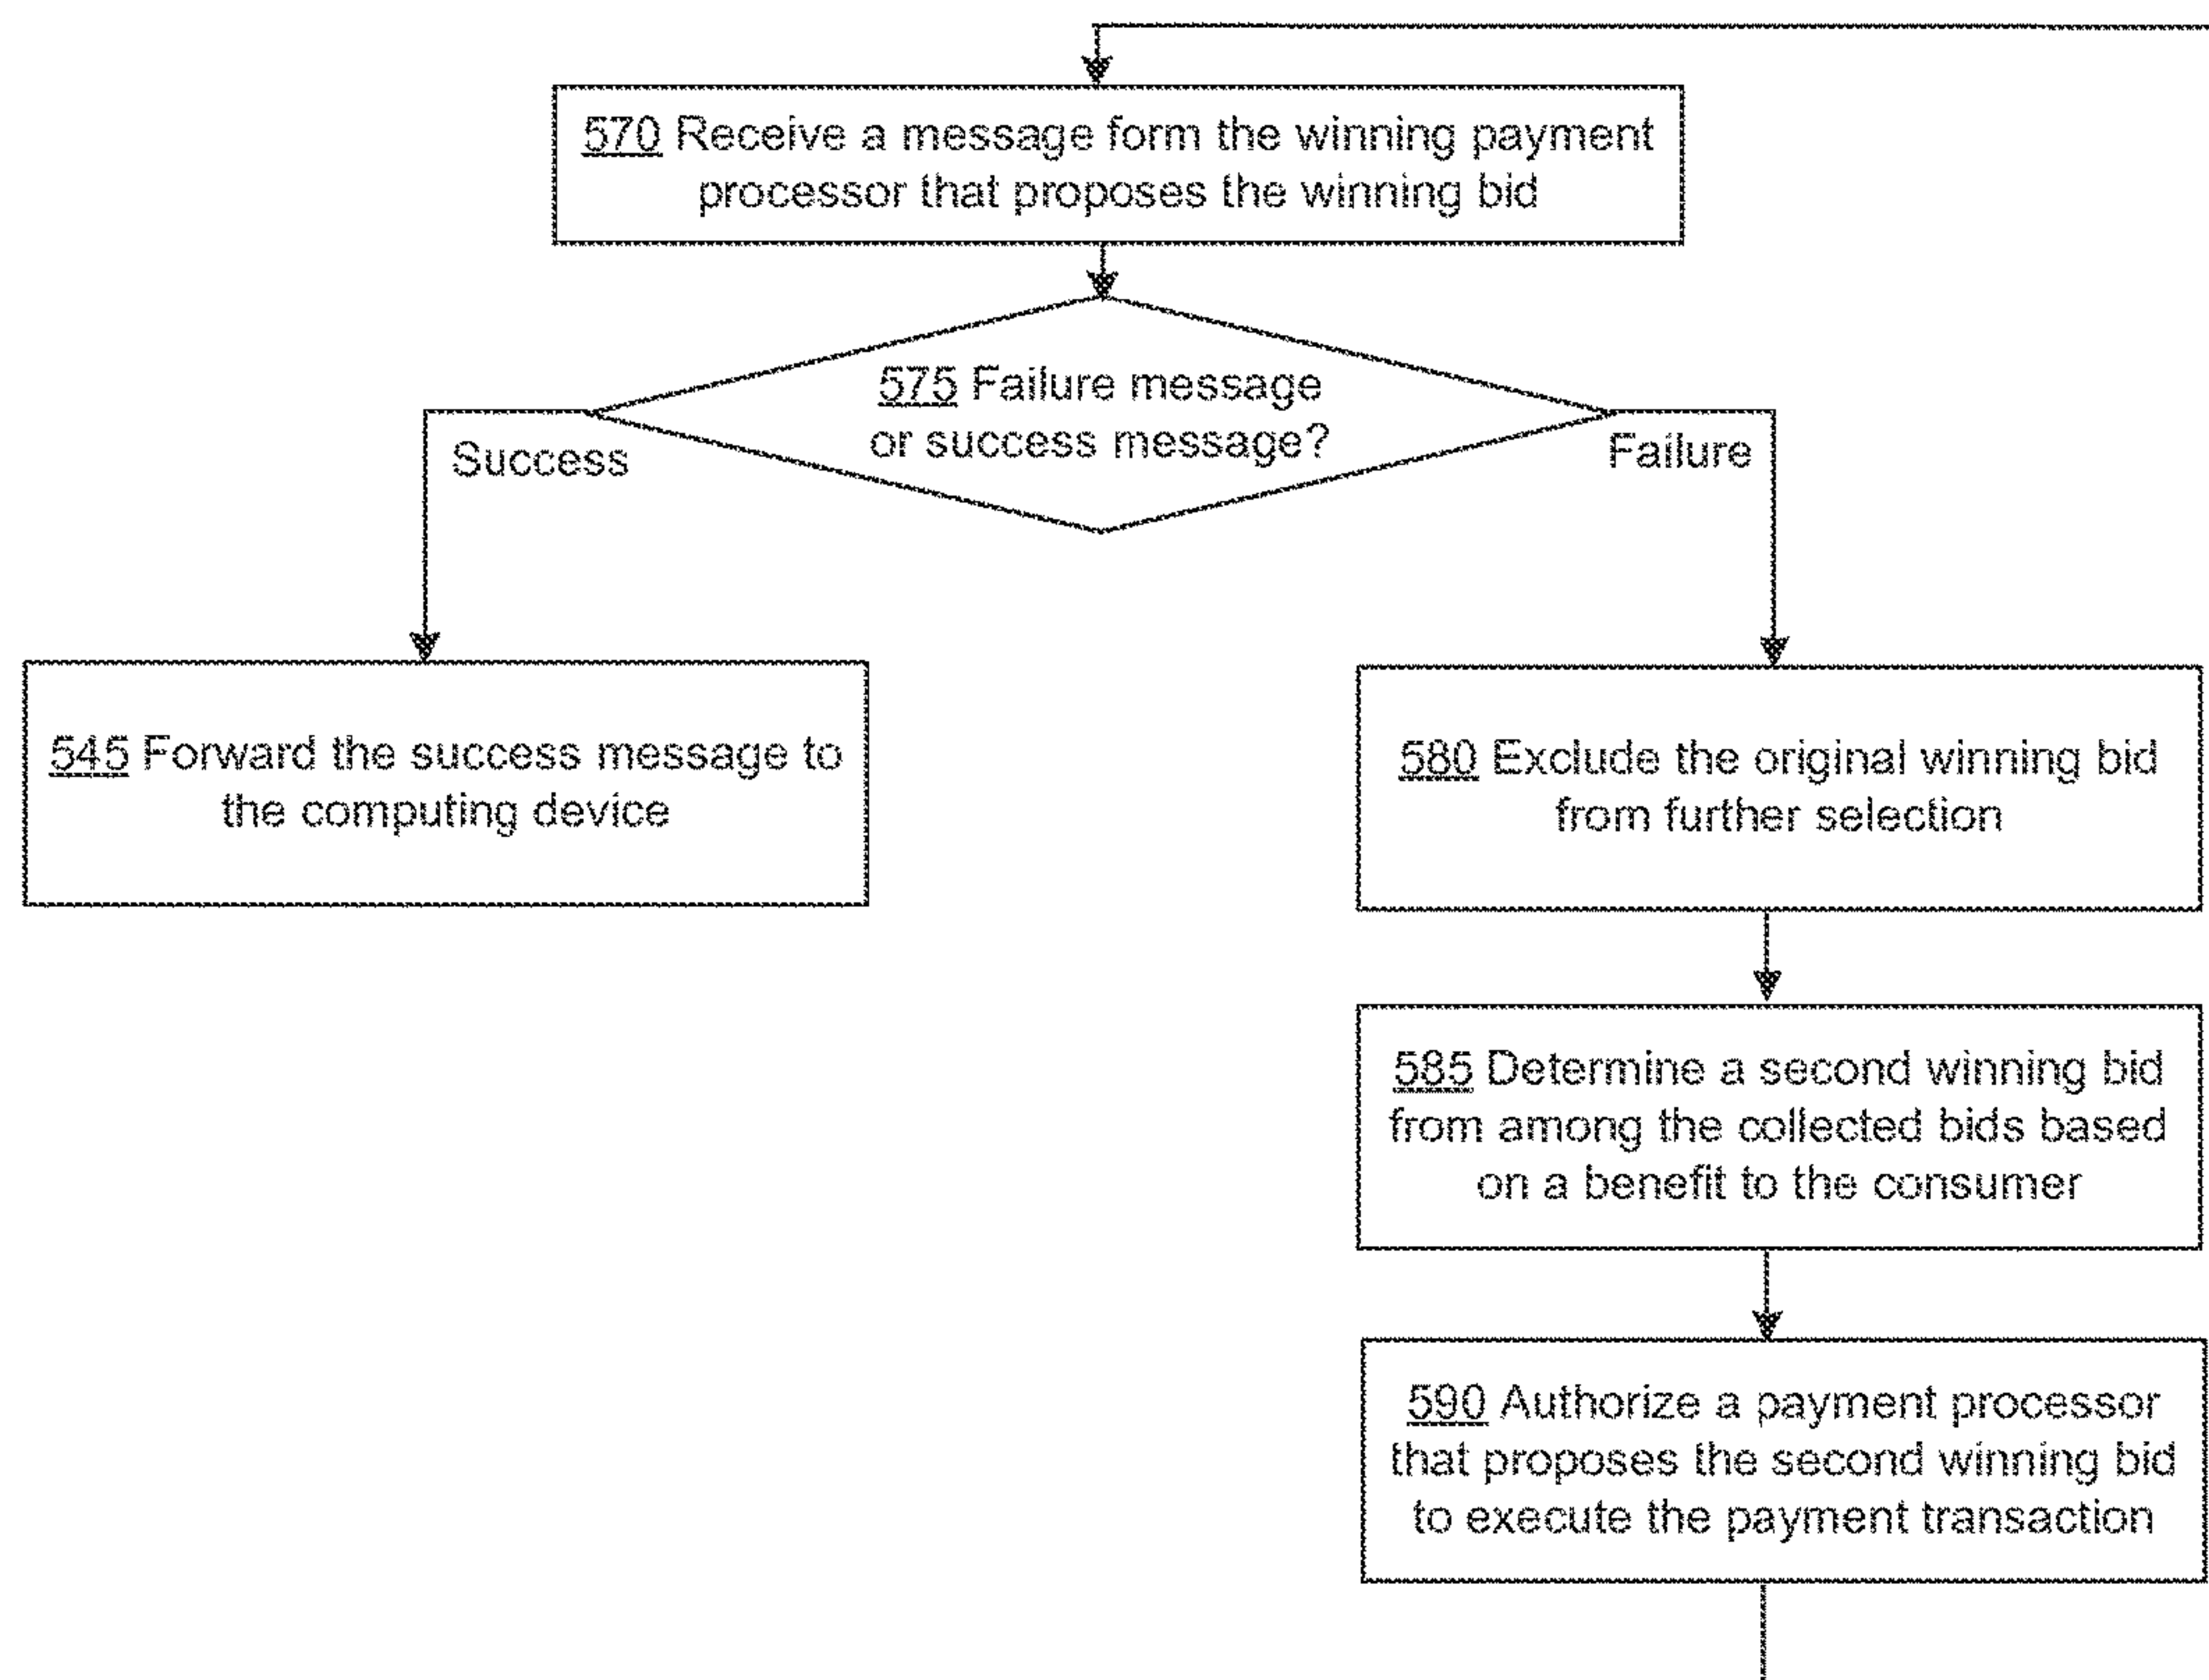 570 Receive a message form the winning payment
processor that proposes the winning bid
575 Failure message
or success message?
Success
Failure
545 Forward the success message to
the computing device
580 Exclude the original winning bid
from further selection
585 Determine a second winning bid
from among the collected bids based
on a benefit to the consumer
590 Authorize a payment processor
that proposes the second winning bid
to execute the payment transaction